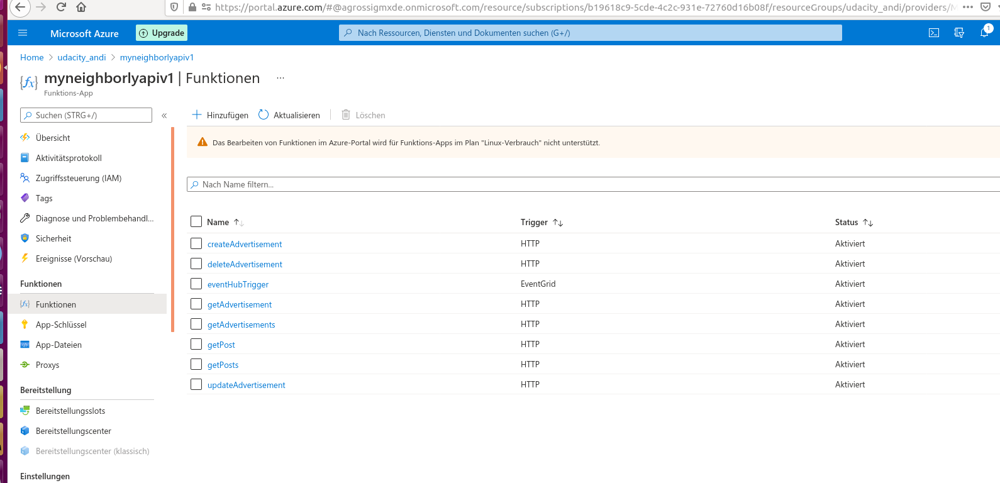 https://portal.azure.com/#@agrossigmxde.onmicrosoft.com/resource/subscriptions/b19618c9-5cde-4c2c-931e-72760d16b08f/resourceGroups/udacity_andi/providers/M
Microsoft Azure
Upgrade
Nach Ressourcen, Diensten und Dokumenten suchen (G+/)
1
Home > udacity_andi > myneighborlyapiv1
{fx} myneighborlyapiv1 | Funktionen ...
Funktions-App
Suchen (STRG+/)
«
Hinzufügen
Aktualisieren
Löschen
Übersicht
Aktivitätsprotokoll
Zugriffssteuerung (IAM)
Tags
Diagnose und Problembehandl...
Sicherheit
Ereignisse (Vorschau)
Funktionen
Funktionen
App-Schlüssel
App-Dateien
Proxys
Bereitstellung
Bereitstellungsslots
Bereitstellungscenter
Bereitstellungscenter (klassisch)
Einstellungen
Das Bearbeiten von Funktionen im Azure-Portal wird für Funktions-Apps im Plan "Linux-Verbrauch" nicht unterstützt.
Nach Name filtern...
Name ↑↓ Trigger ↑↓ Status ↑↓
createAdvertisement HTTP Aktiviert
deleteAdvertisement HTTP Aktiviert
eventHubTrigger EventGrid Aktiviert
getAdvertisement HTTP Aktiviert
getAdvertisements HTTP Aktiviert
getPost HTTP Aktiviert
getPosts HTTP Aktiviert
updateAdvertisement HTTP Aktiviert